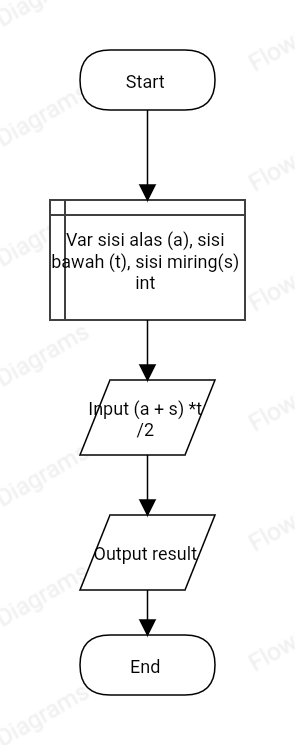 Start
Var sisi alas (a), sisi
bawah (t), sisi miring(s)
int
Input (a + s) *t
/2
Output result
End
Diagrams
Flow
Diagrams
Flow
Diagrams
Flow
Diagrams
Flow
Diagrams
Flow
Diagrams
Flow
Diagrams